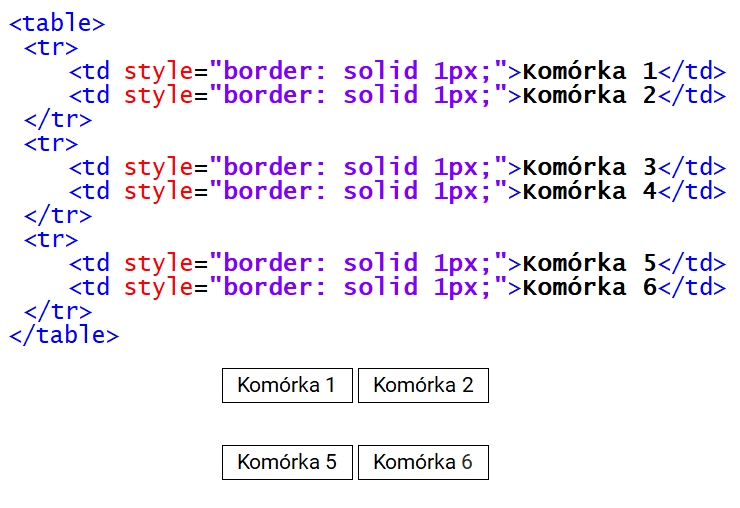 <table>
<tr>
<td style="border: solid 1px;">Komórka 1</td>
<td style="border: solid 1px;">Komórka 2</td>
</tr>
<tr>
<td style="border: solid 1px;">Komórka 3</td>
<td style="border: solid 1px;">Komórka 4</td>
</tr>
<tr>
<td style="border: solid 1px;">Komórka 5</td>
<td style="border: solid 1px;">Komórka 6</td>
</tr>
</table>
Komórka 1 Komórka 2
Komórka 5 Komórka 6